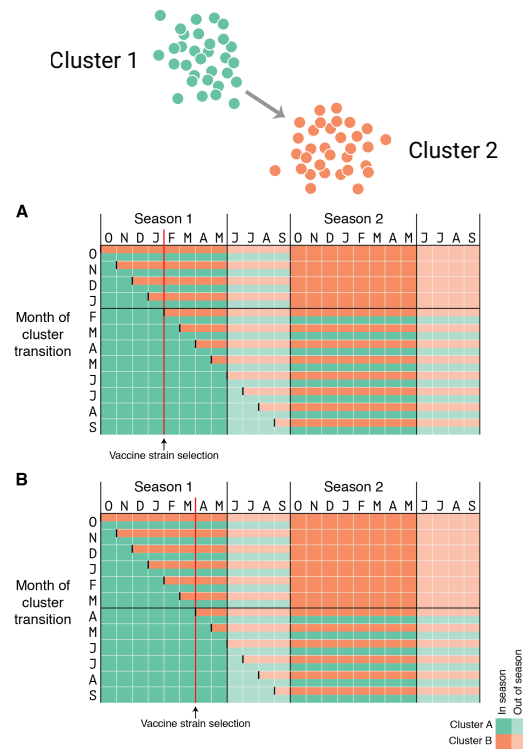 Cluster 1
Cluster 2
A
Season 1 Season 2
O N D J F M A M J J A S O N D J F M A M J J A S
Month of
cluster
transition
O
N
D
J
F
M
A
M
J
J
A
S
Vaccine strain selection
B
Season 1 Season 2
O N D J F M A M J J A S O N D J F M A M J J A S
Month of
cluster
transition
O
N
D
J
F
M
A
M
J
J
A
S
Vaccine strain selection
In season
Out of season
Cluster A
Cluster B